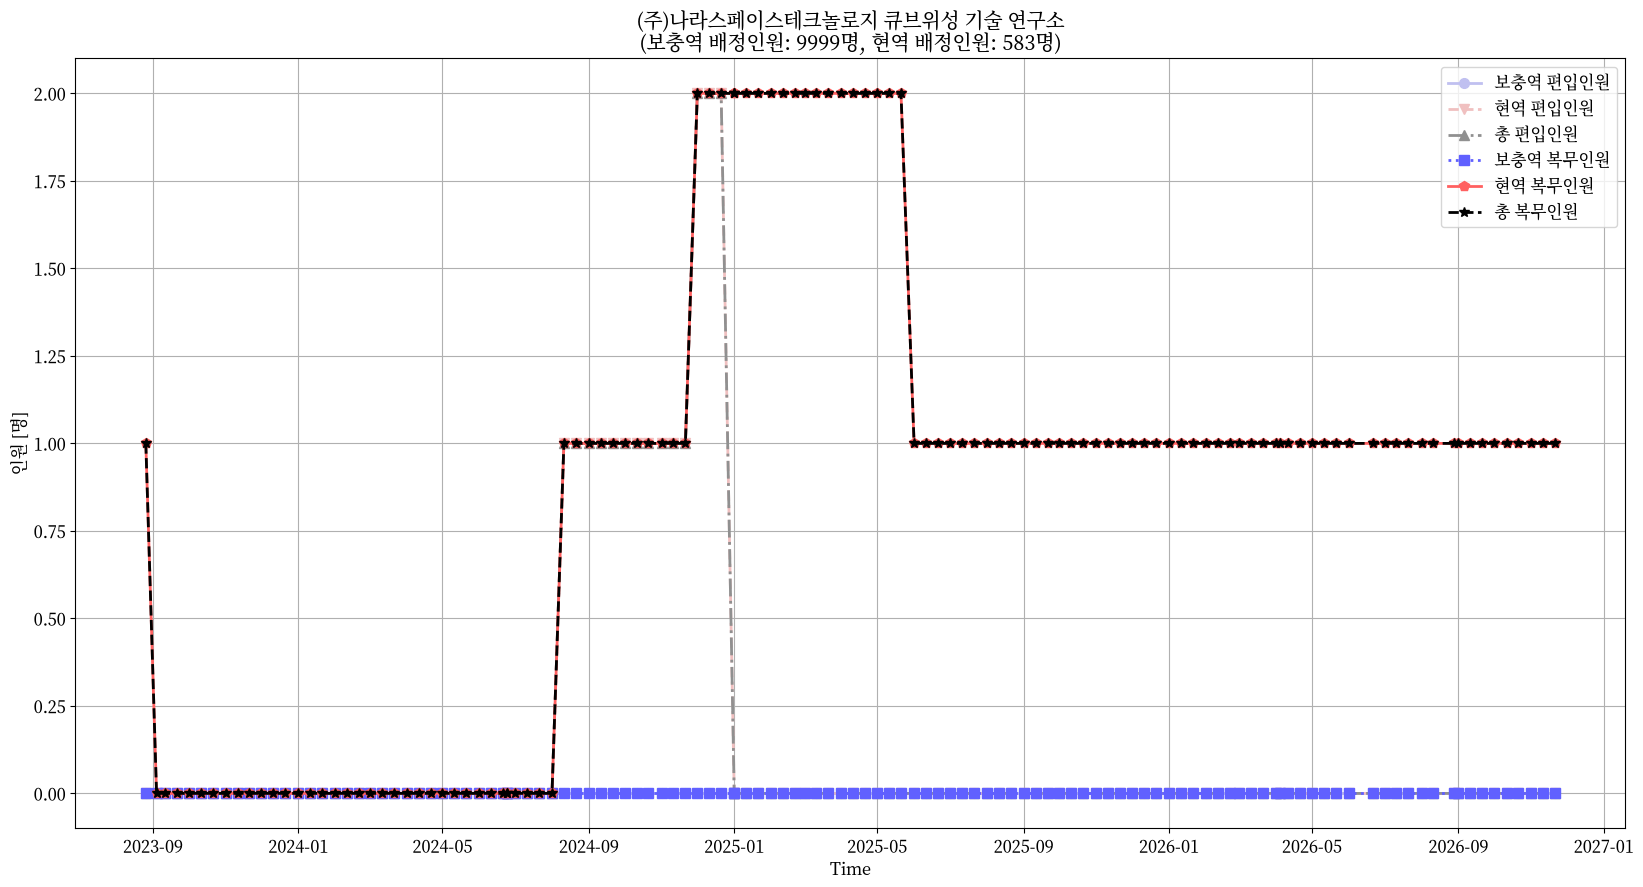 (주)나라스페이스테크놀로지 큐브위성 기술 연구소
(보충역 배정인원: 9999명, 현역 배정인원: 583명)
보충역 편입인원
현역 편입인원
총 편입인원
보충역 복무인원
현역 복무인원
총 복무인원
인원 [명]
2.00
1.75
1.50
1.25
1.00
0.75
0.50
0.25
0.00
2023-09
2024-01
2024-05
2024-09
2025-01
2025-05
2025-09
2026-01
2026-05
2026-09
2027-01
Time